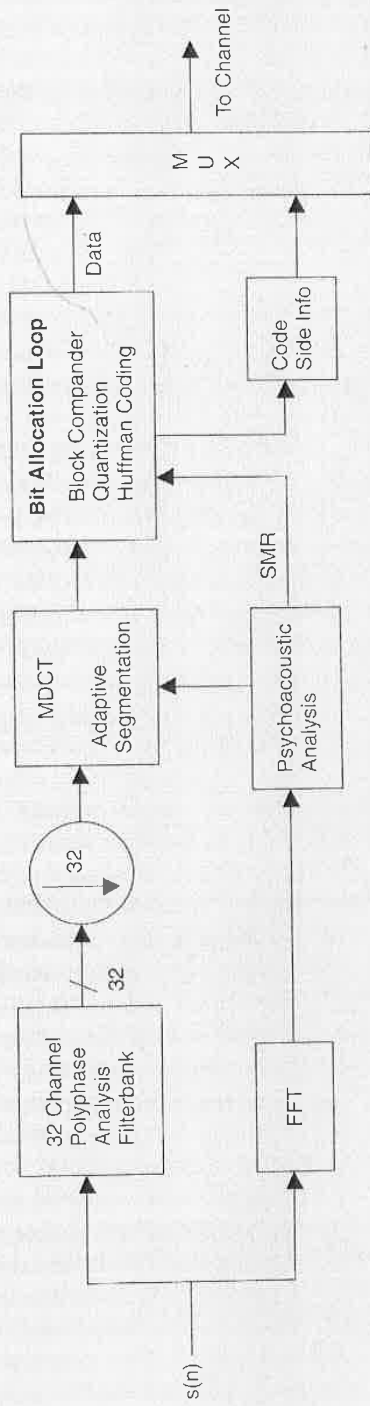 s(n)
32 Channel
Polyphase
Analysis
Filterbank
32
32
MDCT
Adaptive
Segmentation
Bit Allocation Loop
Block Compander
Quantization
Huffman Coding
Data
M
U
X
To Channel
FFT
Psychoacoustic
Analysis
SMR
Code
Side Info